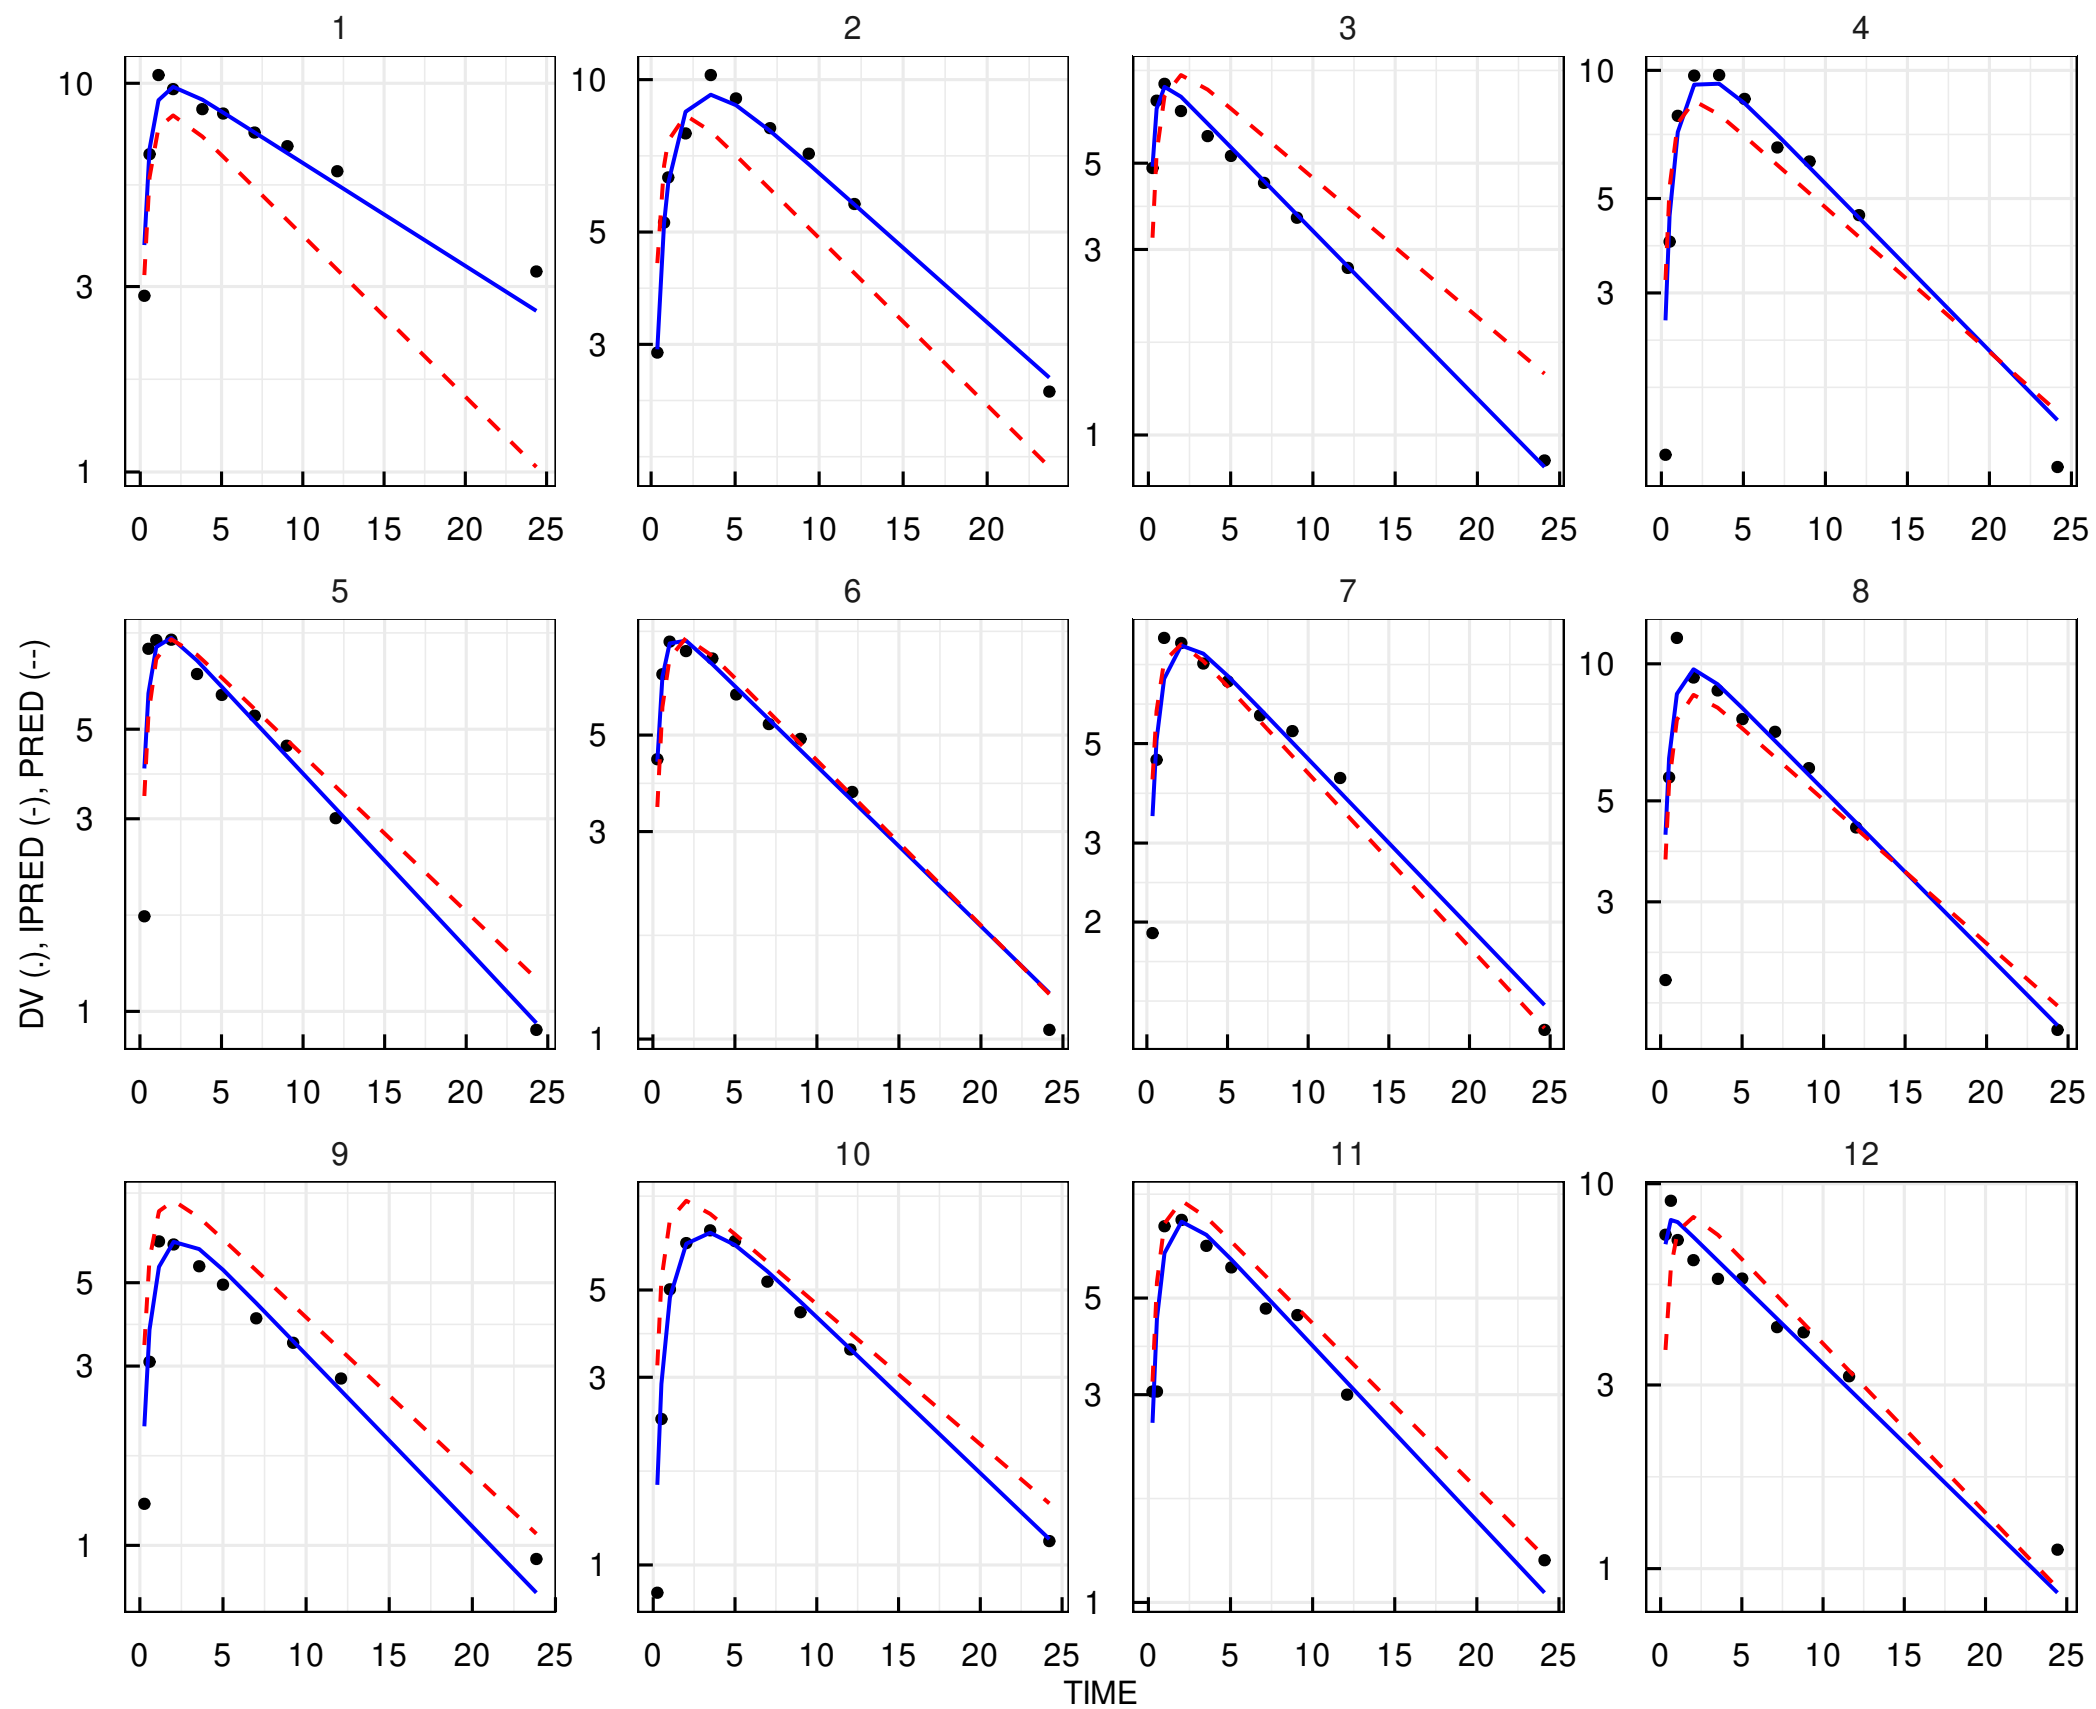 1 2 3 4
10 10 5 3 1 10 5 3
3 5
1 3
0 5 10 15 20 25 0 5 10 15 20 0 5 10 15 20 25 0 5 10 15 20 25
5 6 7 8
DV (.), IPRED (-), PRED (--)
5 3 1 5 3 1 5 3 2 10 5 3
0 5 10 15 20 25 0 5 10 15 20 25 0 5 10 15 20 25 0 5 10 15 20 25
9 10 11 12
5 3 1 5 3 1 5 3 1 10 3 1
0 5 10 15 20 25 0 5 10 15 20 25 0 5 10 15 20 25 0 5 10 15 20 25
TIME